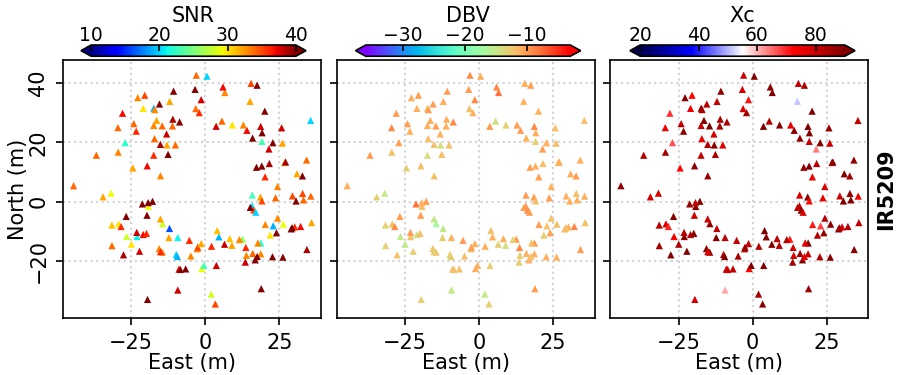 SNR DBV Xc
10 20 30 40 −30 −20 −10 20 40 60 80
40
20
0
−20
North (m)
IR5209
−25 0 25 −25 0 25 −25 0 25
East (m) East (m) East (m)